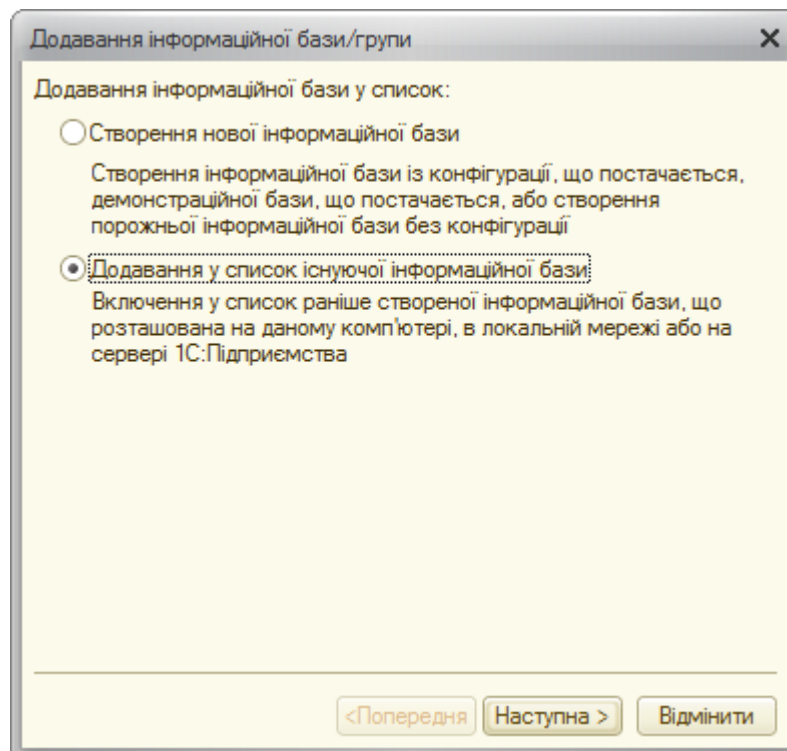 Додавання інформаційної бази/групи
Додавання інформаційної бази у список:
Створення нової інформаційної бази
Створення інформаційної бази із конфігурації, що постачається,
демонстраційної бази, що постачається, або створення
порожньої інформаційної бази без конфігурації
Додавання у список існуючої інформаційної бази
Включення у список раніше створеної інформаційної бази, що
розташована на даному комп'ютері, в локальній мережі або на
сервері 1С:Підприємства
<Попередня Наступна > Відмінити